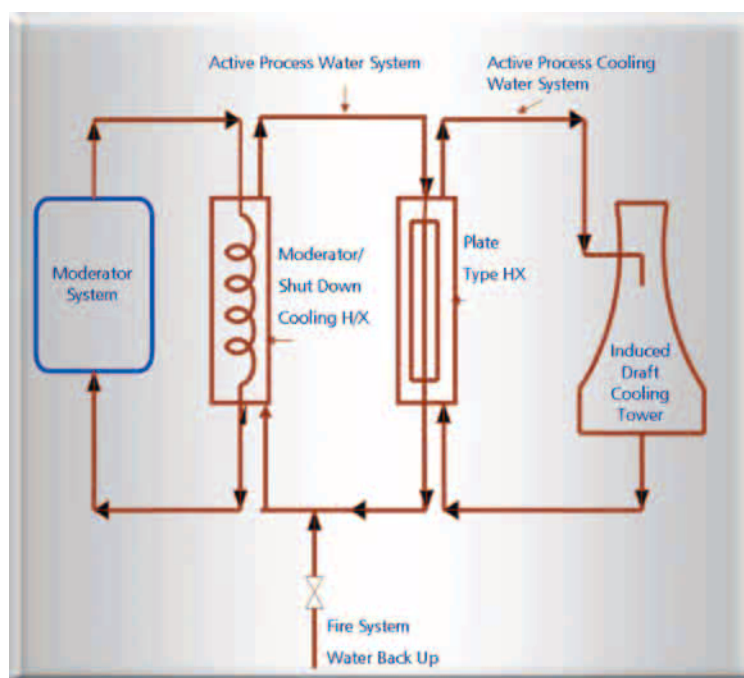 Active Process Water System
Active Process Cooling
Water System
Moderator
System
Moderator/
Shut Down
Cooling H/X
Plate
Type HX
Induced
Draft
Cooling
Tower
Fire System
Water Back Up